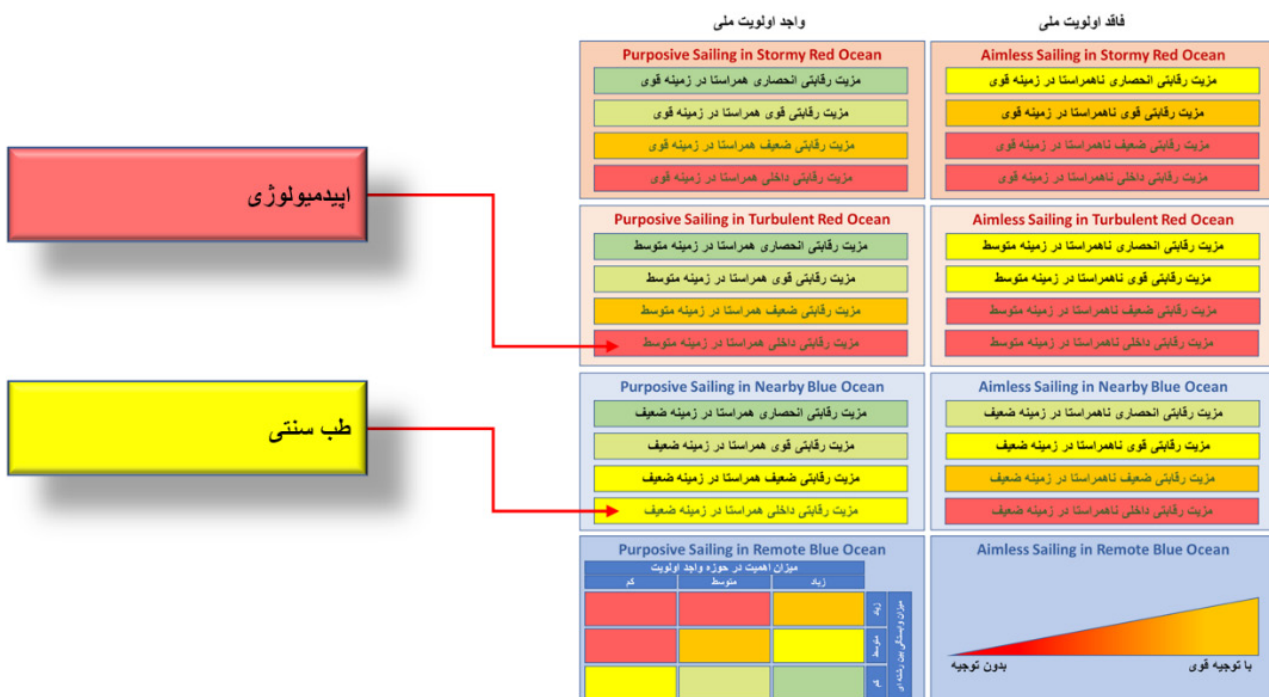 واجد اولویت ملی
فاقد اولویت ملی
Purposive Sailing in Stormy Red Ocean
مزیت رقابتی انحصاری همراستا در زمینه قوی
مزیت رقابتی قوی همراستا در زمینه قوی
مزیت رقابتی ضعیف همراستا در زمینه قوی
مزیت رقابتی داخلی همراستا در زمینه قوی
Aimless Sailing in Stormy Red Ocean
مزیت رقابتی انحصاری ناهمراستا در زمینه قوی
مزیت رقابتی قوی ناهمراستا در زمینه قوی
مزیت رقابتی ضعیف ناهمراستا در زمینه قوی
مزیت رقابتی داخلی ناهمراستا در زمینه قوی
اپیدمیولوژی
Purposive Sailing in Turbulent Red Ocean
مزیت رقابتی انحصاری همراستا در زمینه متوسط
مزیت رقابتی قوی همراستا در زمینه متوسط
مزیت رقابتی ضعیف همراستا در زمینه متوسط
مزیت رقابتی داخلی همراستا در زمینه متوسط
Aimless Sailing in Turbulent Red Ocean
مزیت رقابتی انحصاری ناهمراستا در زمینه متوسط
مزیت رقابتی قوی ناهمراستا در زمینه متوسط
مزیت رقابتی ضعیف ناهمراستا در زمینه متوسط
مزیت رقابتی داخلی ناهمراستا در زمینه متوسط
طب سنتی
Purposive Sailing in Nearby Blue Ocean
مزیت رقابتی انحصاری همراستا در زمینه ضعیف
مزیت رقابتی قوی همراستا در زمینه ضعیف
مزیت رقابتی ضعیف همراستا در زمینه ضعیف
مزیت رقابتی داخلی همراستا در زمینه ضعیف
Aimless Sailing in Nearby Blue Ocean
مزیت رقابتی انحصاری ناهمراستا در زمینه ضعیف
مزیت رقابتی قوی ناهمراستا در زمینه ضعیف
مزیت رقابتی ضعیف ناهمراستا در زمینه ضعیف
مزیت رقابتی داخلی ناهمراستا در زمینه ضعیف
Purposive Sailing in Remote Blue Ocean
میزان اهمیت در حوزه واجد اولویت
زیاد
متوسط
کم
میزان وابستگی بین رشته ای
زیاد
متوسط
کم
Aimless Sailing in Remote Blue Ocean
با توجیه قوی
بدون توجیه